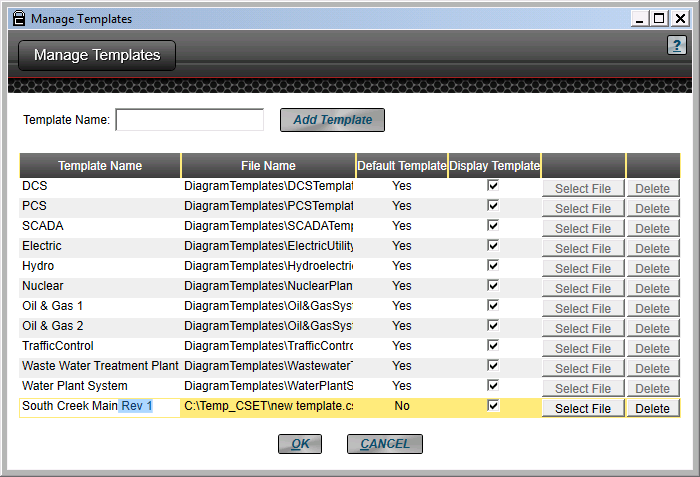 Manage Templates
Manage Templates
?
Template Name: Add Template
Template Name File Name Default Template Display Template
DCS DiagramTemplates\DCSTemplat Yes Select File Delete
PCS DiagramTemplates\PCSTemplat Yes Select File Delete
SCADA DiagramTemplates\SCADATemp Yes Select File Delete
Electric DiagramTemplates\ElectricUtility Yes Select File Delete
Hydro DiagramTemplates\Hydroelectric Yes Select File Delete
Nuclear DiagramTemplates\NuclearPlan Yes Select File Delete
Oil & Gas 1 DiagramTemplates\Oil&GasSys Yes Select File Delete
Oil & Gas 2 DiagramTemplates\Oil&GasSys Yes Select File Delete
TrafficControl DiagramTemplates\TrafficContro Yes Select File Delete
Waste Water Treatment Plant DiagramTemplates\WastewaterT Yes Select File Delete
Water Plant System DiagramTemplates\WaterPlantS Yes Select File Delete
South Creek Main Rev 1 C:\Temp_CSET\new template.cs No Select File Delete
OK CANCEL